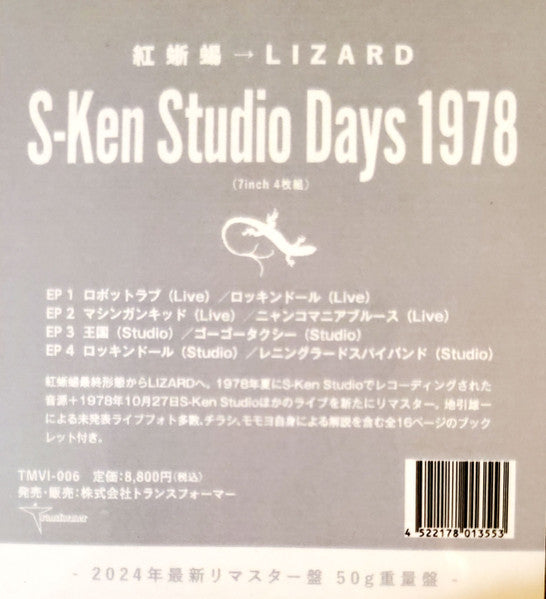 紅蜥蜴→LIZARD
S-Ken Studio Days 1978
(7inch 4枚組)
EP 1 ロボットラブ（Live）／ロッキンドール（Live）
EP 2 マシンガンキッド（Live）／ニャンコマニアブルース（Live）
EP 3 王国（Studio）／ゴーゴータクシー（Studio）
EP 4 ロッキンドール（Studio）／レニングラードスパイバンド（Studio）
紅蜥蜴最終形態からLIZARDへ。1978年夏にS-Ken Studioでレコーディングされた
音源＋1978年10月27日S-Ken Studioほかのライブを新たにリマスター。地引雄一
による未発表ライブフォト多数、チラシ、モモヨ自身による解説を含む全16ページのブック
レット付き。
TMVI-006 定価：8,800円（税込）
発売・販売：株式会社トランスフォーマー
Transformer
4 522178 013553
- 2024年最新リマスター盤 50g重量盤 -